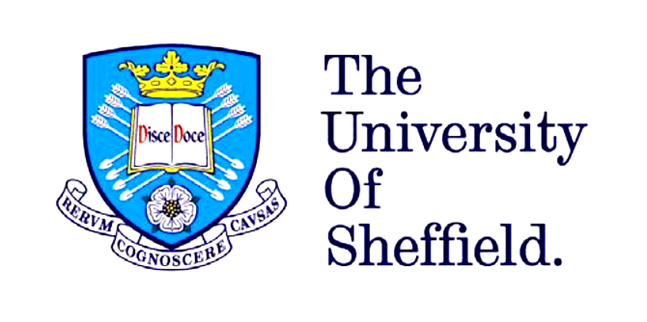 Disce Doce
RERVM COGNOSCERE CAVSAS
The
University
Of
Sheffield.